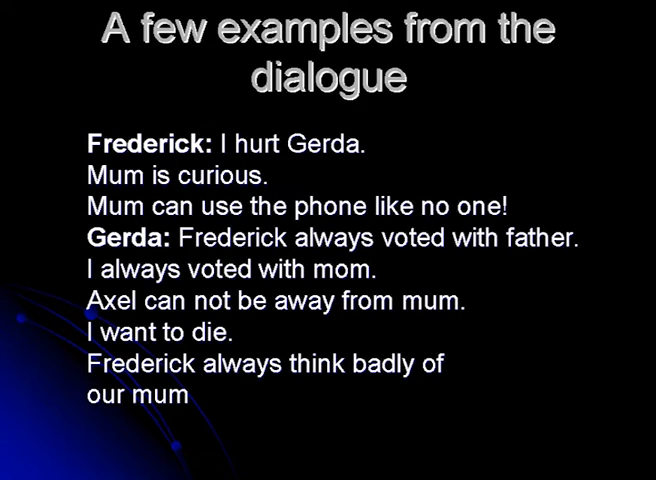 A few examples from the
dialogue
Frederick: I hurt Gerda.
Mum is curious.
Mum can use the phone like no one!
Gerda: Frederick always voted with father.
I always voted with mom.
Axel can not be away from mum.
I want to die.
Frederick always think badly of
our mum